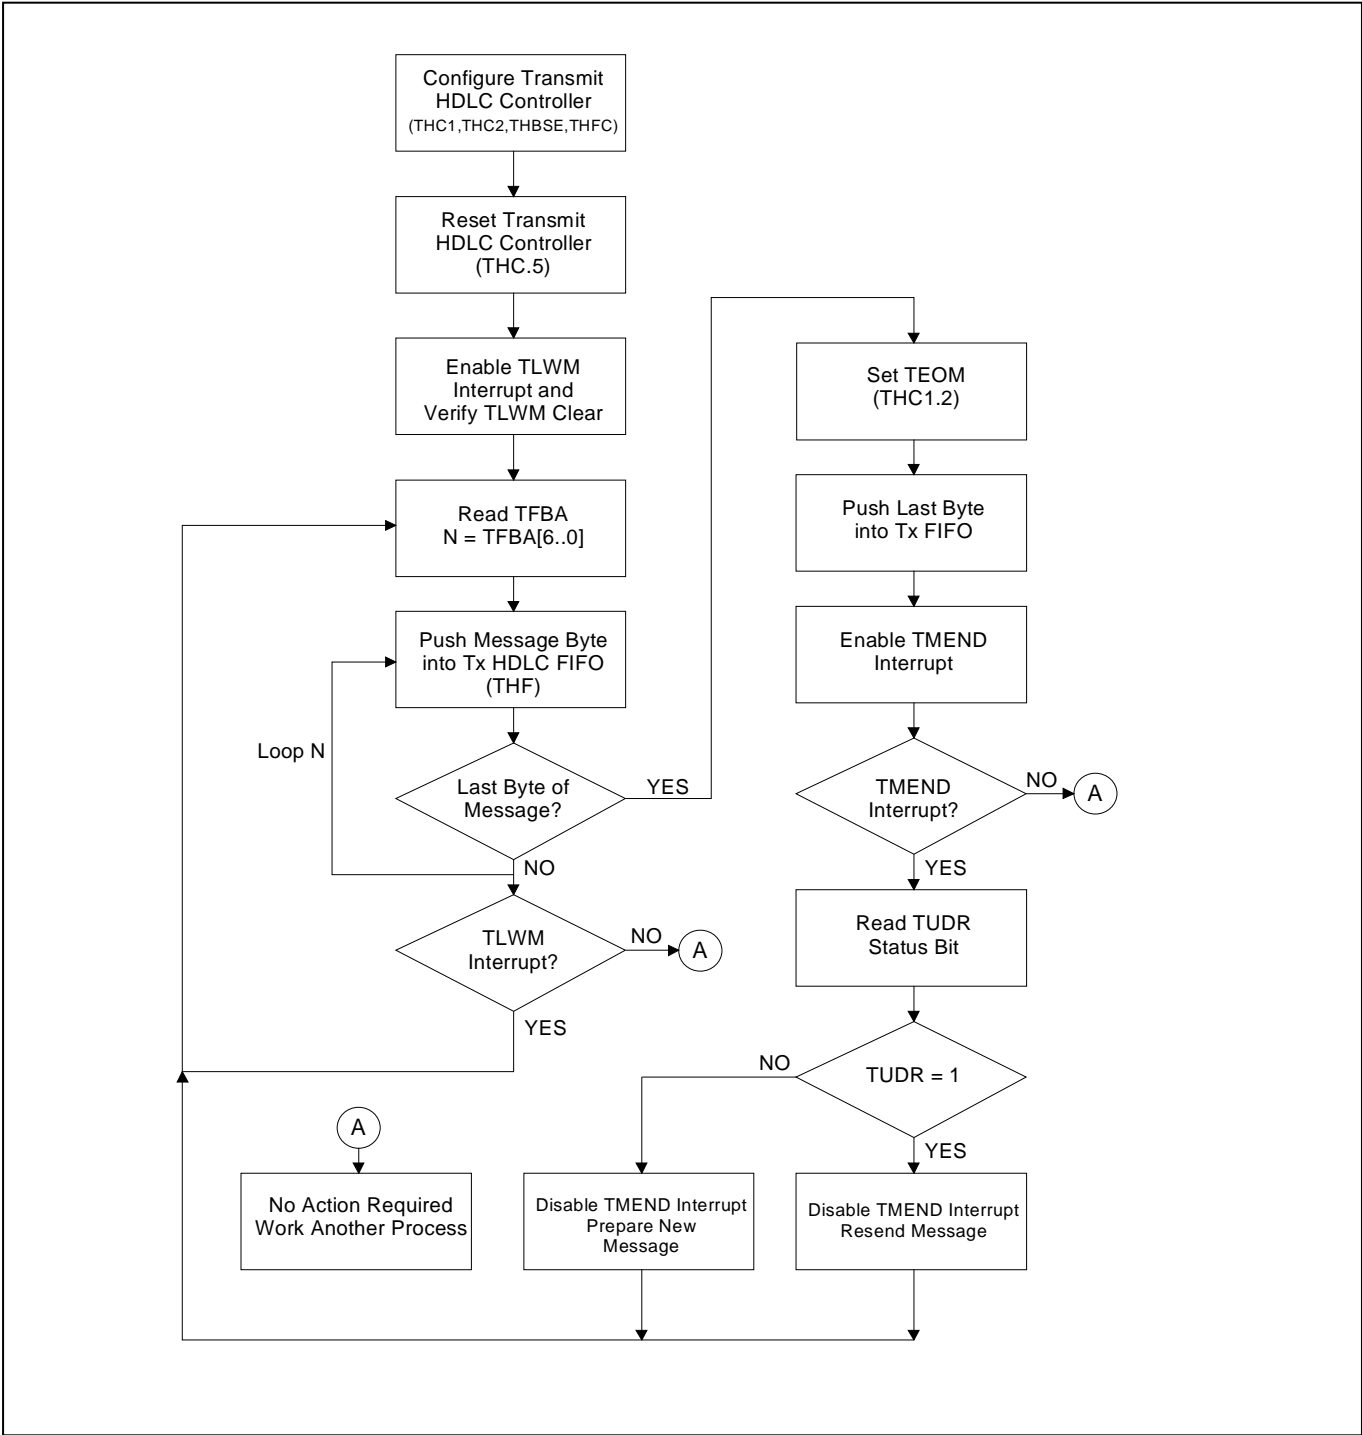 Configure Transmit
HDLC Controller
(THC1,THC2,THBSE,THFC)
Reset Transmit
HDLC Controller
(THC.5)
Enable TLWM
Interrupt and
Verify TLWM Clear
Read TFBA
N = TFBA[6..0]
Push Message Byte
into Tx HDLC FIFO
(THF)
Loop N
Last Byte of
Message?
YES
NO
TLWM
Interrupt?
NO
A
YES
A
No Action Required
Work Another Process
Set TEOM
(THC1.2)
Push Last Byte
into Tx FIFO
Enable TMEND
Interrupt
TMEND
Interrupt?
NO
A
YES
Read TUDR
Status Bit
TUDR = 1
NO
YES
Disable TMEND Interrupt
Prepare New
Message
Disable TMEND Interrupt
Resend Message